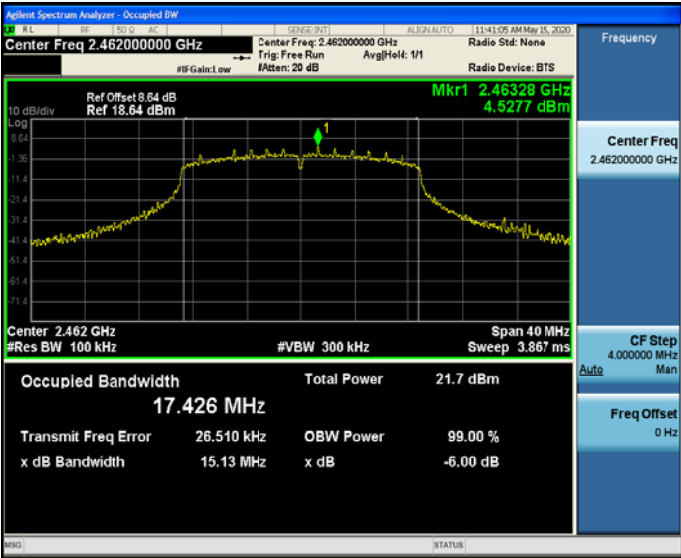 Agilent Spectrum Analyzer - Occupied BW
RL RF 50 Ω AC SENSE:INT ALIGNAUTO 11:41:05 AM May 15, 2020
Center Freq 2.462000000 GHz
Center Freq: 2.462000000 GHz
Radio Std: None
Trig: Free Run Avg|Hold: 1/1
#IFGain:Low #Atten: 20 dB Radio Device: BTS
Frequency
Mkr1 2.46328 GHz
4.5277 dBm
Ref Offset 8.64 dB
10 dB/div Ref 18.64 dBm
Log
8.64
-1.36
-11.4
-21.4
-31.4
-41.4
-51.4
-61.4
-71.4
1
Center 2.462 GHz Span 40 MHz
#Res BW 100 kHz #VBW 300 kHz Sweep 3.867 ms
Occupied Bandwidth Total Power 21.7 dBm
17.426 MHz
Transmit Freq Error 26.510 kHz OBW Power 99.00 %
x dB Bandwidth 15.13 MHz x dB -6.00 dB
Center Freq
2.462000000 GHz
CF Step
4.000000 MHz
Auto Man
Freq Offset
0 Hz
MSG STATUS